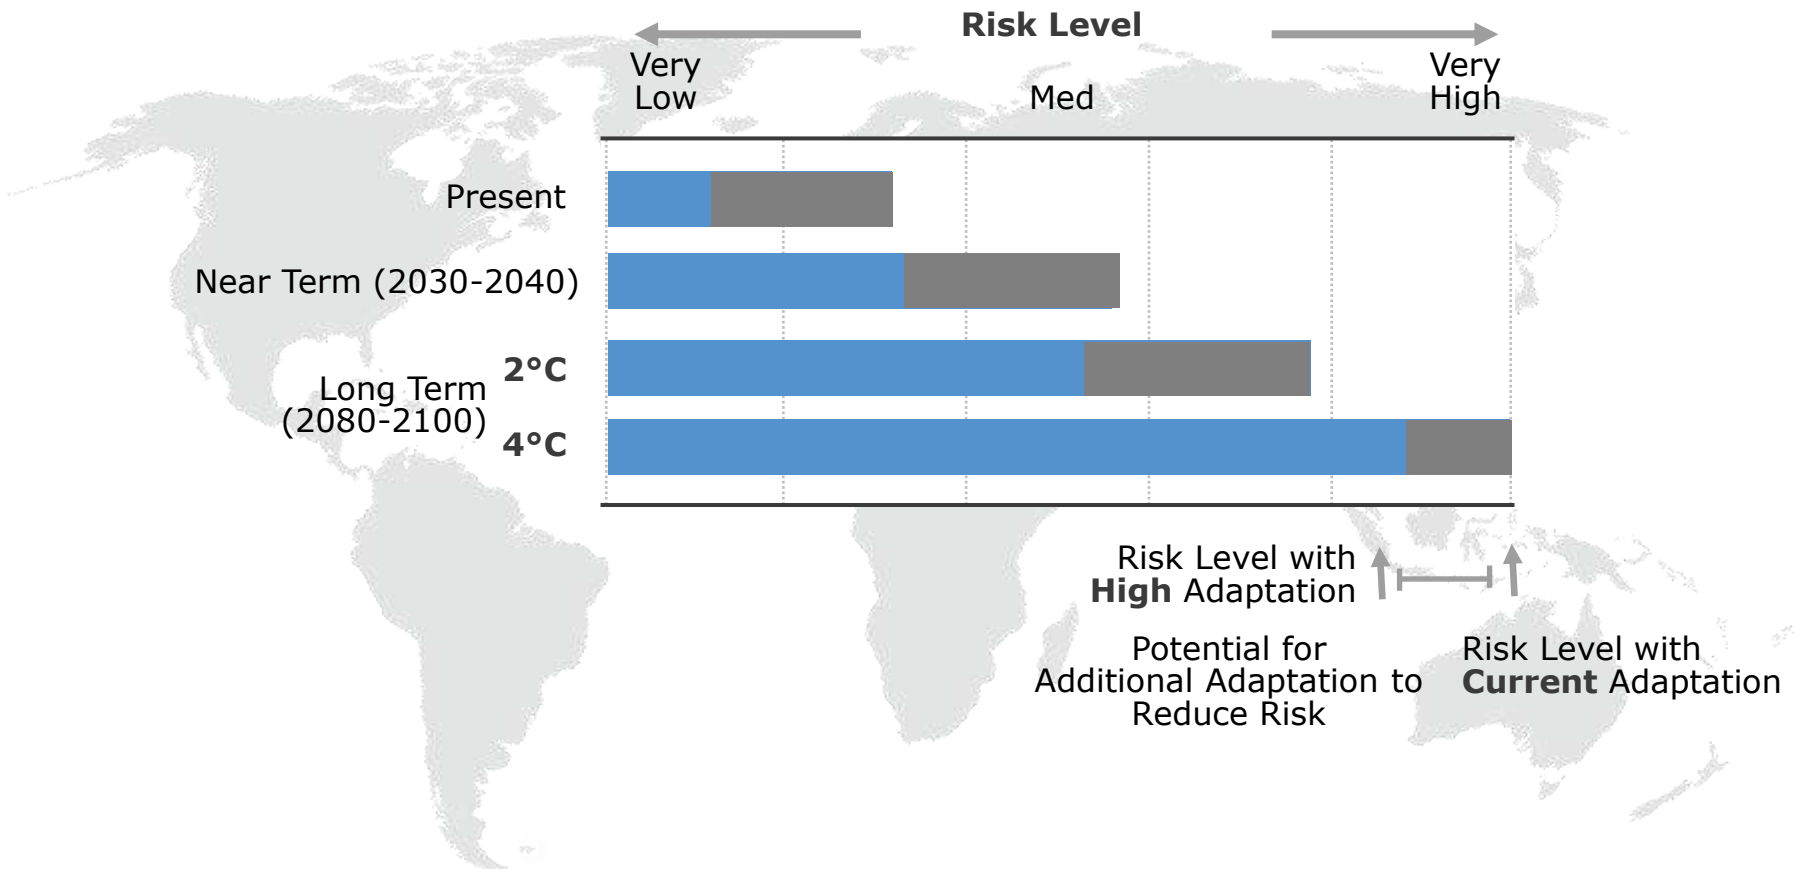 Risk Level
Very
Low
Med
Very
High
Present
Near Term (2030-2040)
Long Term
(2080-2100)
2°C
4°C
Risk Level with
High Adaptation
Potential for
Additional Adaptation to
Reduce Risk
Risk Level with
Current Adaptation